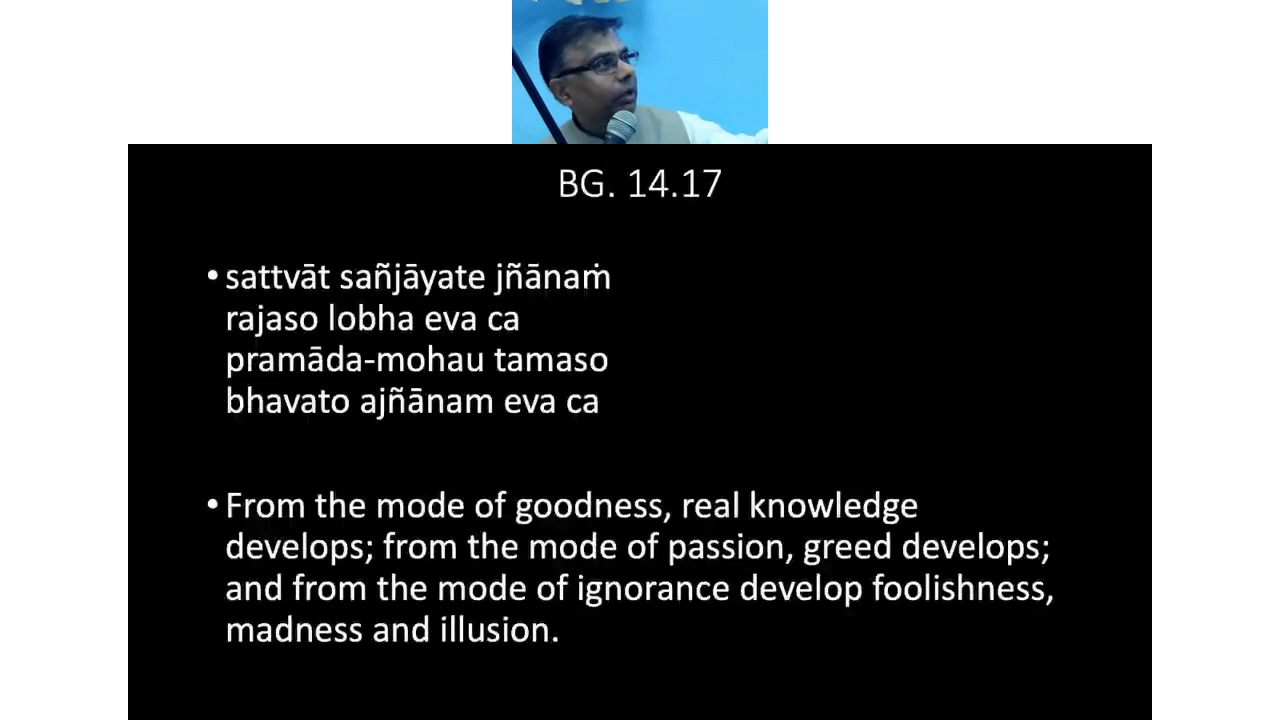 BG. 14.17
• sattvāt sañjāyate jñānaṁ
rajaso lobha eva ca
pramāda-mohau tamaso
bhavato ajñānam eva ca
• From the mode of goodness, real knowledge
develops; from the mode of passion, greed develops;
and from the mode of ignorance develop foolishness,
madness and illusion.